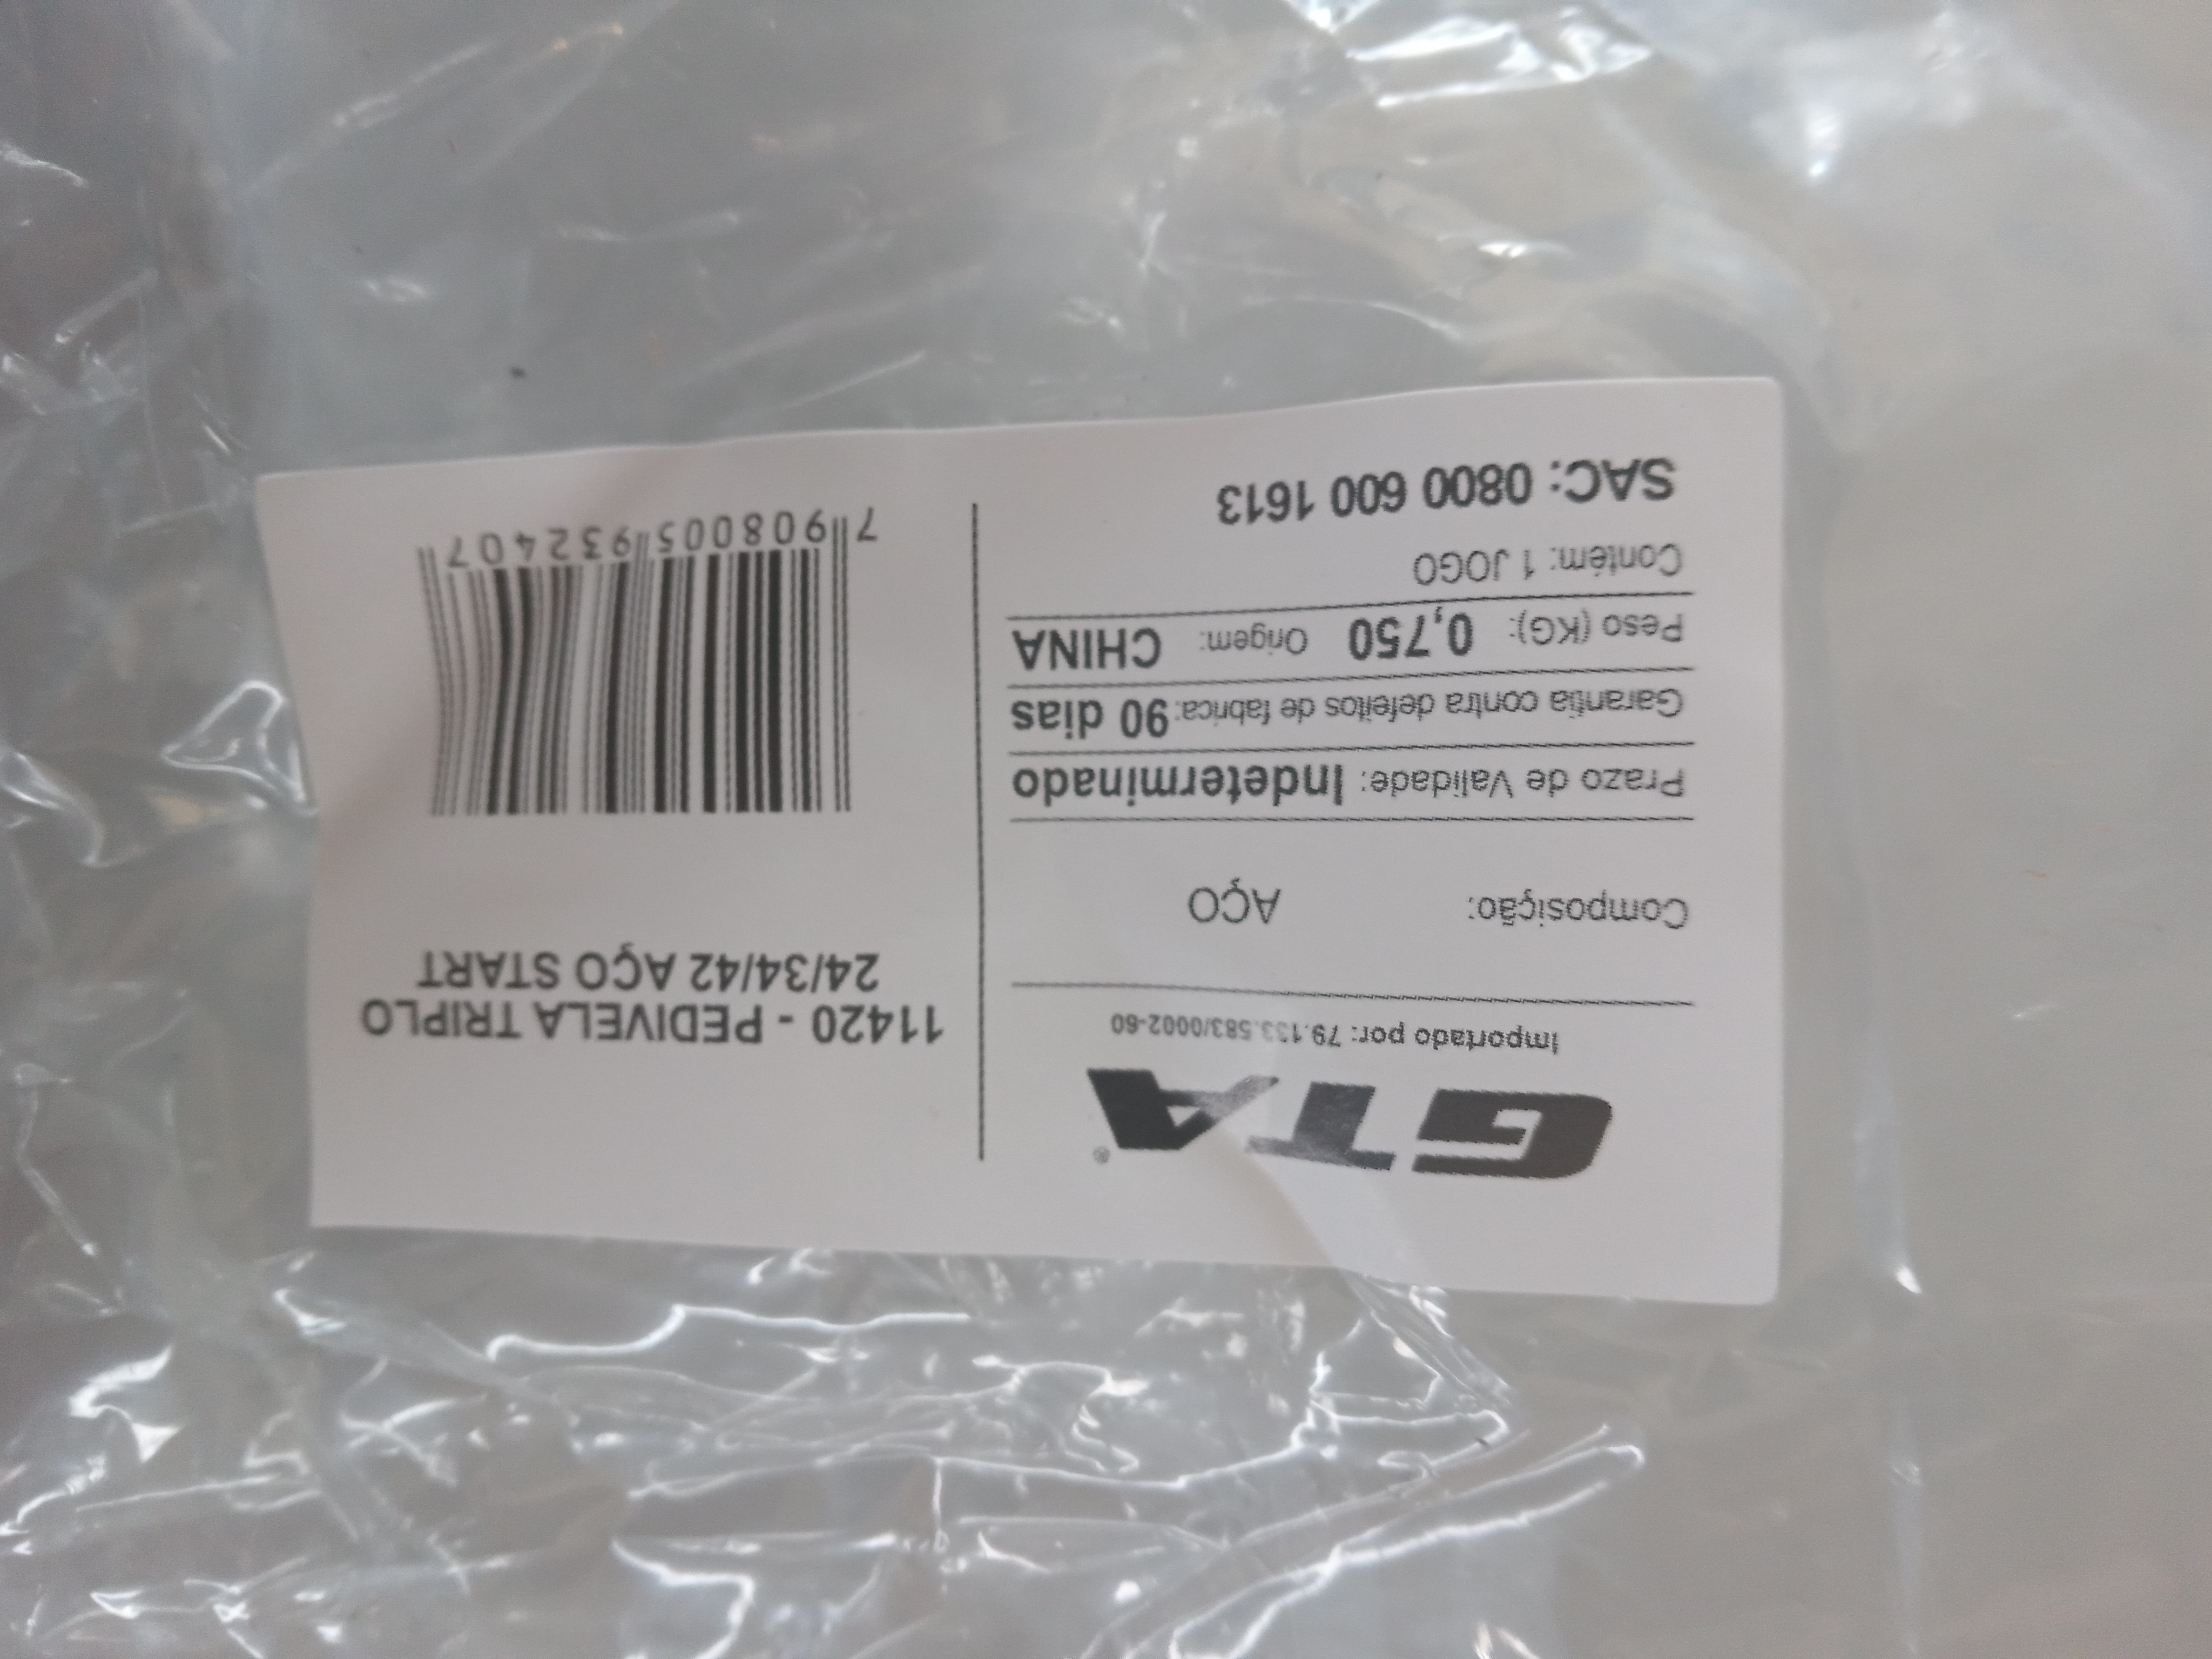 GTA®
Importado por: 79.133.583/0002-60
Composição: AÇO
Prazo de Validade: Indeterminado
Garantia contra defeitos de fabrica: 90 dias
Peso (KG): 0,750 Origem: CHINA
Contém: 1 JOGO
SAC: 0800 600 1613
11420 - PEDIVELA TRIPLO
24/34/42 AÇO START
7 908005 932407